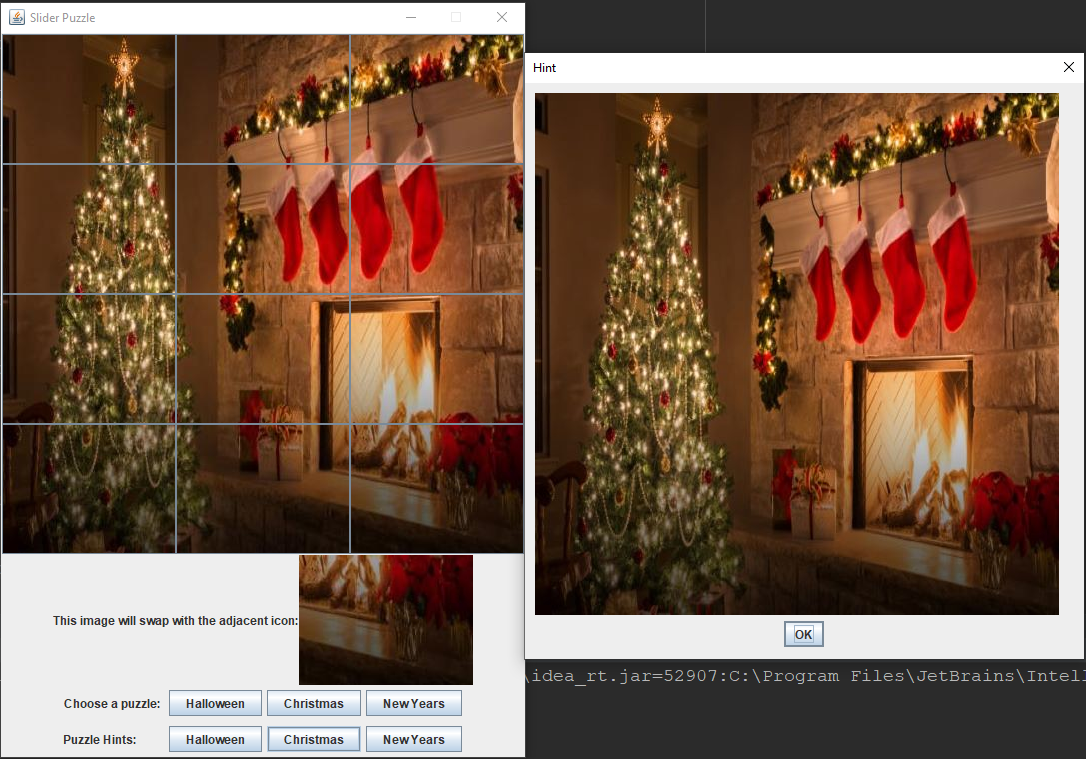 Slider Puzzle
Hint
OK
This image will swap with the adjacent icon:
\idea_rt.jar=52907:C:\Program Files\JetBrains\Intell
Choose a puzzle: Halloween Christmas New Years
Puzzle Hints: Halloween Christmas New Years